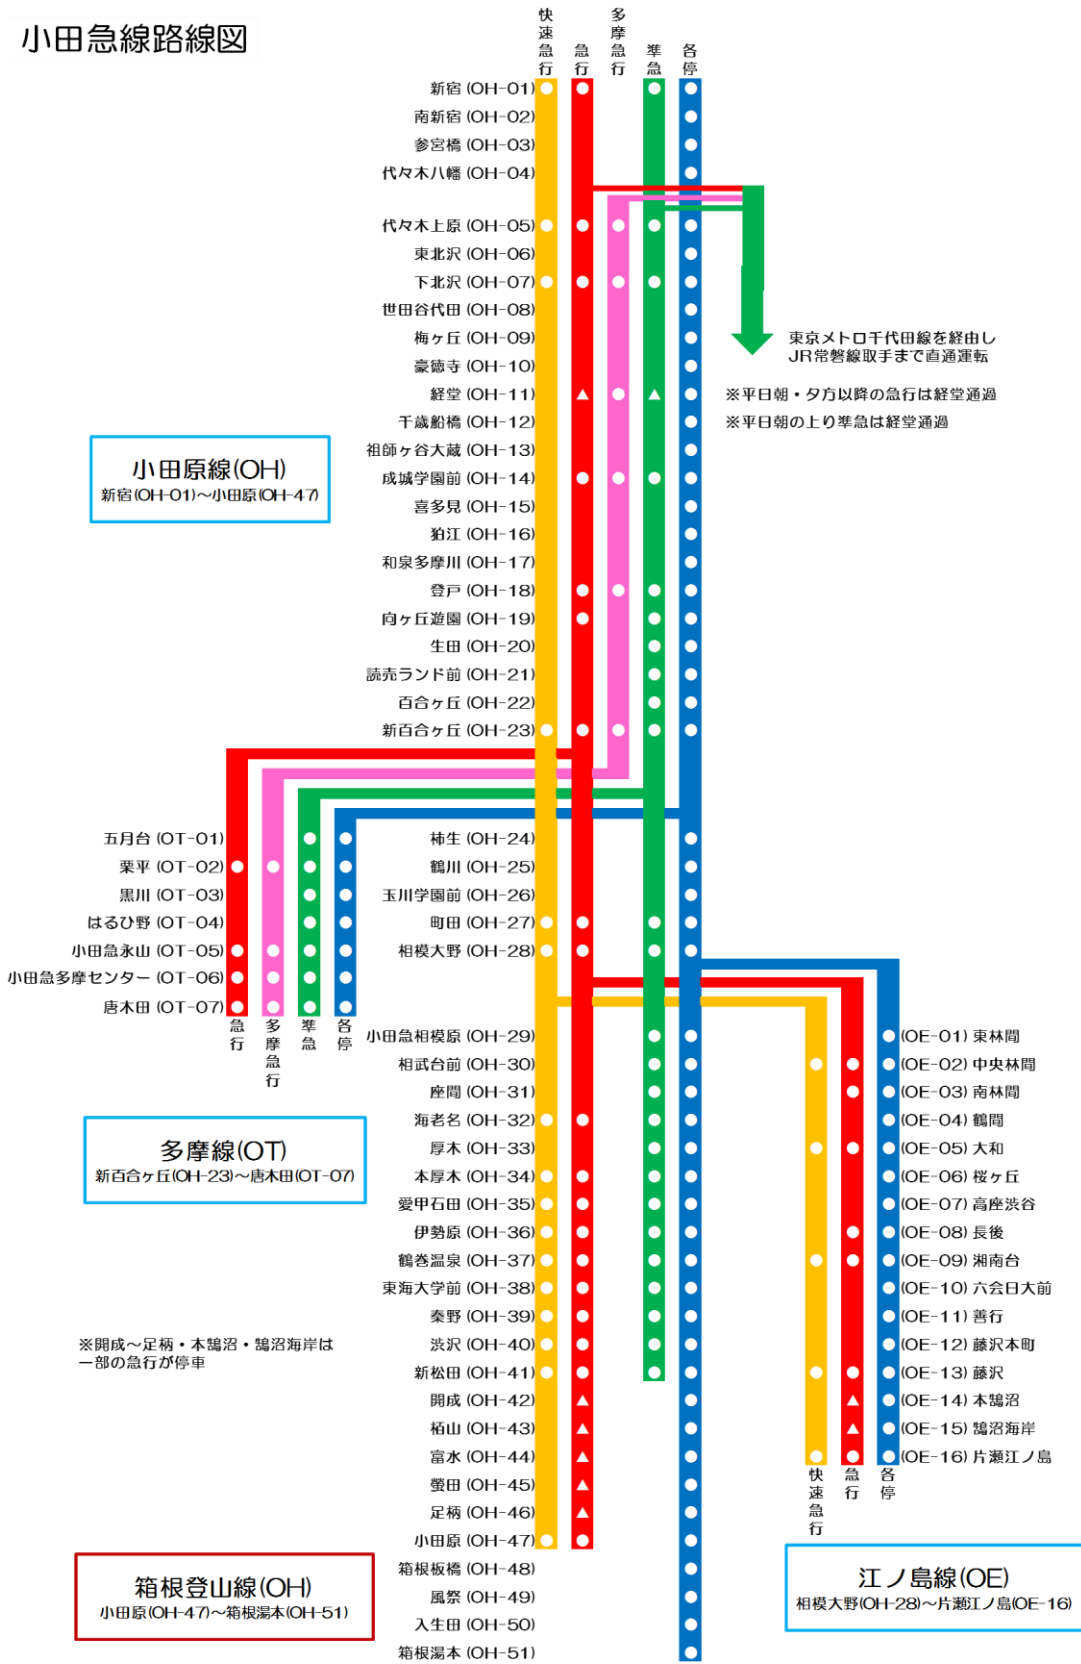 小田急線路線図
快速急行
急行
多摩急行
準急
各停
新宿(OH-01)
南新宿(OH-02)
参宮橋(OH-03)
代々木八幡(OH-04)
代々木上原(OH-05)
東北沢(OH-06)
下北沢(OH-07)
世田谷代田(OH-08)
梅ヶ丘(OH-09)
豪徳寺(OH-10)
経堂(OH-11)
千歳船橋(OH-12)
祖師ヶ谷大蔵(OH-13)
成城学園前(OH-14)
喜多見(OH-15)
狛江(OH-16)
和泉多摩川(OH-17)
登戸(OH-18)
向ヶ丘遊園(OH-19)
生田(OH-20)
読売ランド前(OH-21)
百合ヶ丘(OH-22)
新百合ヶ丘(OH-23)
東京メトロ千代田線を経由し
JR常磐線取手まで直通運転
※平日朝・夕方以降の急行は経堂通過
※平日朝の上り準急は経堂通過
小田原線(OH)
新宿(OH-01)～小田原(OH-47)
五月台(OT-01)
栗平(OT-02)
黒川(OT-03)
はるひ野(OT-04)
小田急永山(OT-05)
小田急多摩センター(OT-06)
唐木田(OT-07)
急行
多摩急行
準急
各停
多摩線(OT)
新百合ヶ丘(OH-23)～唐木田(OT-07)
柿生(OH-24)
鶴川(OH-25)
玉川学園前(OH-26)
町田(OH-27)
相模大野(OH-28)
小田急相模原(OH-29)
相武台前(OH-30)
座間(OH-31)
海老名(OH-32)
厚木(OH-33)
本厚木(OH-34)
愛甲石田(OH-35)
伊勢原(OH-36)
鶴巻温泉(OH-37)
東海大学前(OH-38)
秦野(OH-39)
渋沢(OH-40)
新松田(OH-41)
開成(OH-42)
栢山(OH-43)
富水(OH-44)
螢田(OH-45)
足柄(OH-46)
小田原(OH-47)
箱根板橋(OH-48)
風祭(OH-49)
入生田(OH-50)
箱根湯本(OH-51)
※開成～足柄・本鵠沼・鵠沼海岸は
一部の急行が停車
箱根登山線(OH)
小田原(OH-47)～箱根湯本(OH-51)
(OE-01)東林間
(OE-02)中央林間
(OE-03)南林間
(OE-04)鶴間
(OE-05)大和
(OE-06)桜ヶ丘
(OE-07)高座渋谷
(OE-08)長後
(OE-09)湘南台
(OE-10)六会日大前
(OE-11)善行
(OE-12)藤沢本町
(OE-13)藤沢
(OE-14)本鵠沼
(OE-15)鵠沼海岸
(OE-16)片瀬江ノ島
快速急行
急行
各停
江ノ島線(OE)
相模大野(OH-28)～片瀬江ノ島(OE-16)